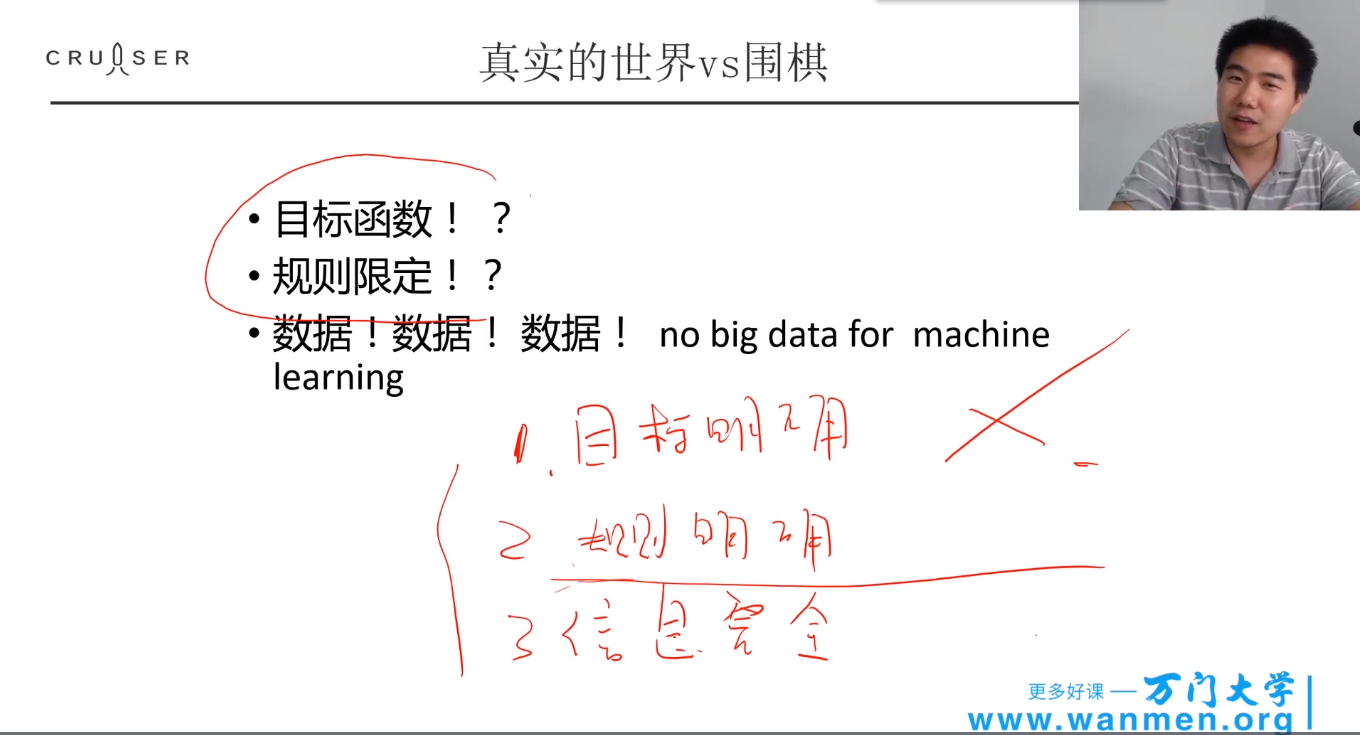 CRUISER
真实的世界vs围棋
• 目标函数！？
• 规则限定！？
• 数据！数据！ 数据！ no big data for machine
learning
1. 目标明确
2 规则明确
3 信息完全
更多好课 — 万门大学
www.wanmen.org